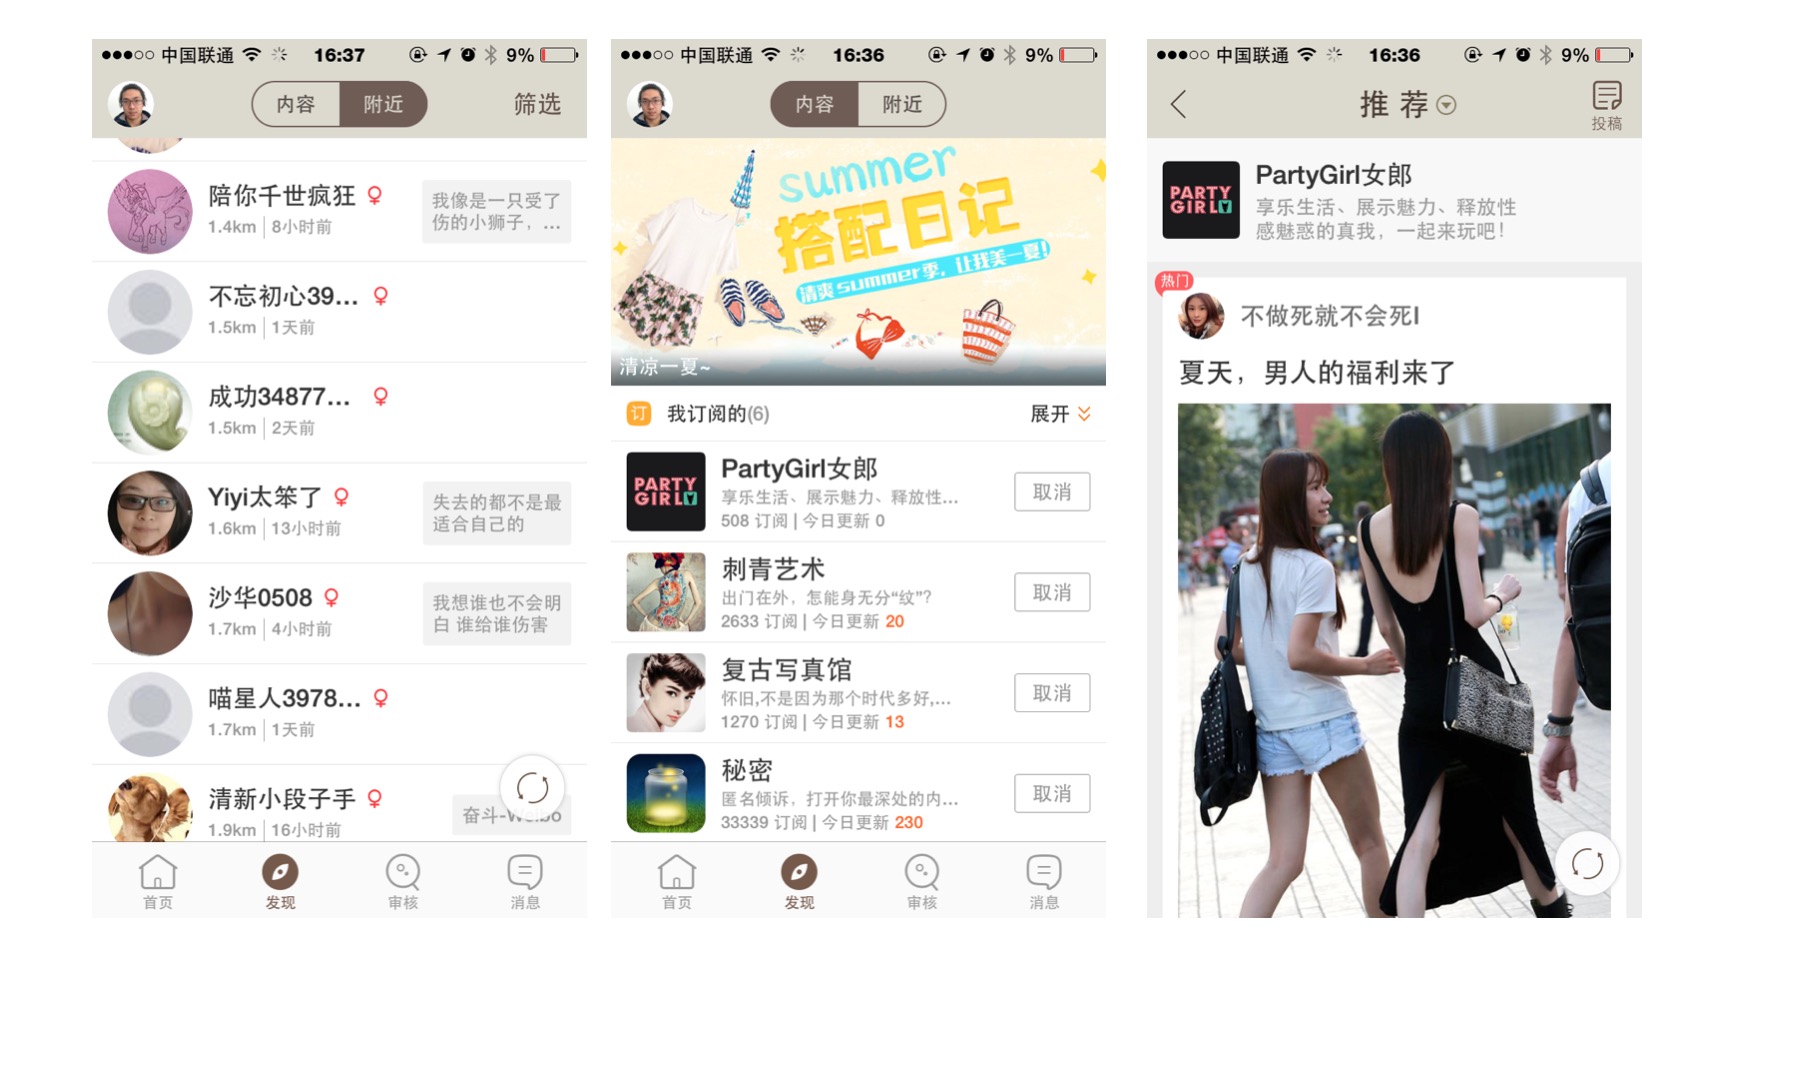 中国联通
16:37
9%
内容
附近
筛选
陪你千世疯狂
1.4km
8小时前
我像是一只受了
伤的小狮子，...
不忘初心39...
1.5km
1天前
成功34877...
1.5km
2天前
Yiyi太笨了
1.6km
13小时前
失去的都不是最
适合自己的
沙华0508
1.7km
4小时前
我想谁也不会明
白 谁给谁伤害
喵星人3978...
1.7km
1天前
清新小段子手
1.9km
16小时前
奋斗-Weibo
首页
发现
审核
消息
中国联通
16:36
9%
内容
附近
summer
搭配日记
清爽summer季，让我美一夏！
清凉一夏~
订
我订阅的(6)
展开
PARTY
GIRL
PartyGirl女郎
享乐生活、展示魅力、释放性...
508 订阅 | 今日更新 0
取消
刺青艺术
出门在外，怎能身无分“纹”？
2633 订阅 | 今日更新 20
取消
复古写真馆
怀旧,不是因为那个时代多好,...
1270 订阅 | 今日更新 13
取消
秘密
匿名倾诉，打开你最深处的内...
33339 订阅 | 今日更新 230
取消
首页
发现
审核
消息
中国联通
16:36
9%
推荐
投稿
PARTY
GIRL
PartyGirl女郎
享乐生活、展示魅力、释放性
感魅惑的真我，一起来玩吧！
热门
不做死就不会死l
夏天，男人的福利来了